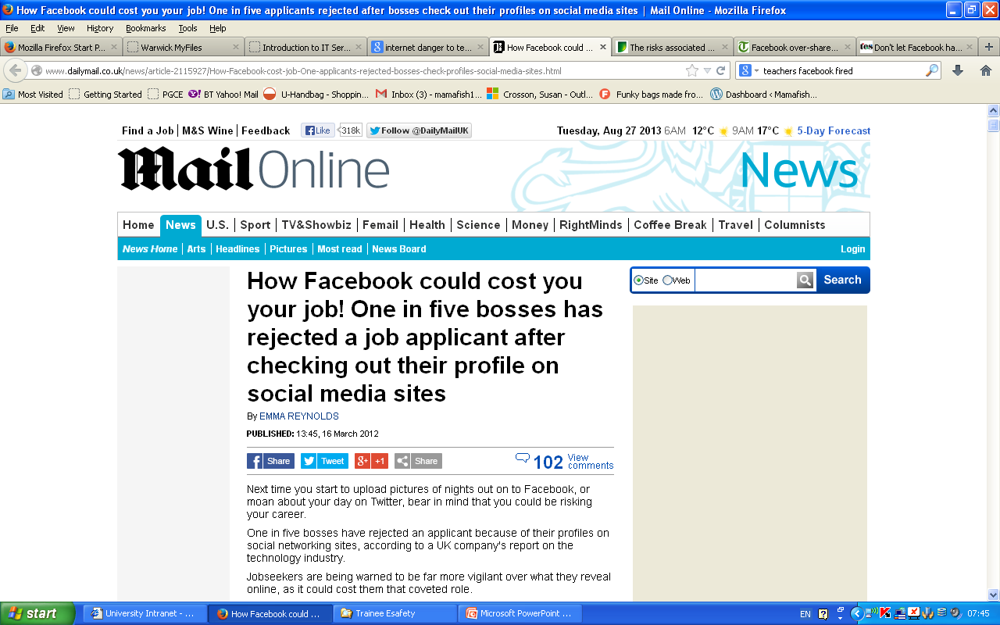 How Facebook could cost you your job! One in five applicants rejected after bosses check out their profiles on social media sites | Mail Online - Mozilla Firefox
File Edit View History Bookmarks Tools Help
Mozilla Firefox Start P... Warwick MyFiles Introduction to IT Ser... internet danger to te... How Facebook could ... The risks associated ... Facebook over-share... Don't let Facebook ha...
www.dailymail.co.uk/news/article-2115927/How-Facebook-cost-job-One-applicants-rejected-bosses-check-profiles-social-media-sites.html teachers facebook fired
Most Visited Getting Started PGCE BT Yahoo! Mail U-Handbag - Shoppin... Inbox (3) - mamafish1... Crosson, Susan - Outl... Funky bags made fro... Dashboard ‹ Mamafish...
Find a Job M&S Wine Feedback Like 318k Follow @DailyMailUK Tuesday, Aug 27 2013 6AM 12°C 9AM 17°C 5-Day Forecast
Mail Online News
Home News U.S. Sport TV&Showbiz Femail Health Science Money RightMinds Coffee Break Travel Columnists
News Home Arts Headlines Pictures Most read News Board Login
Site Web Search
How Facebook could cost you
your job! One in five bosses has
rejected a job applicant after
checking out their profile on
social media sites
By EMMA REYNOLDS
PUBLISHED: 13:45, 16 March 2012
Share Tweet +1 Share 102 View comments
Next time you start to upload pictures of nights out on to Facebook, or
moan about your day on Twitter, bear in mind that you could be risking
your career.
One in five bosses have rejected an applicant because of their profiles on
social networking sites, according to a UK company's report on the
technology industry.
Jobseekers are being warned to be far more vigilant over what they reveal
online, as it could cost them that coveted role.
start University Intranet - ... How Facebook could ... Trainee Esafety Microsoft PowerPoint ... EN 07:45